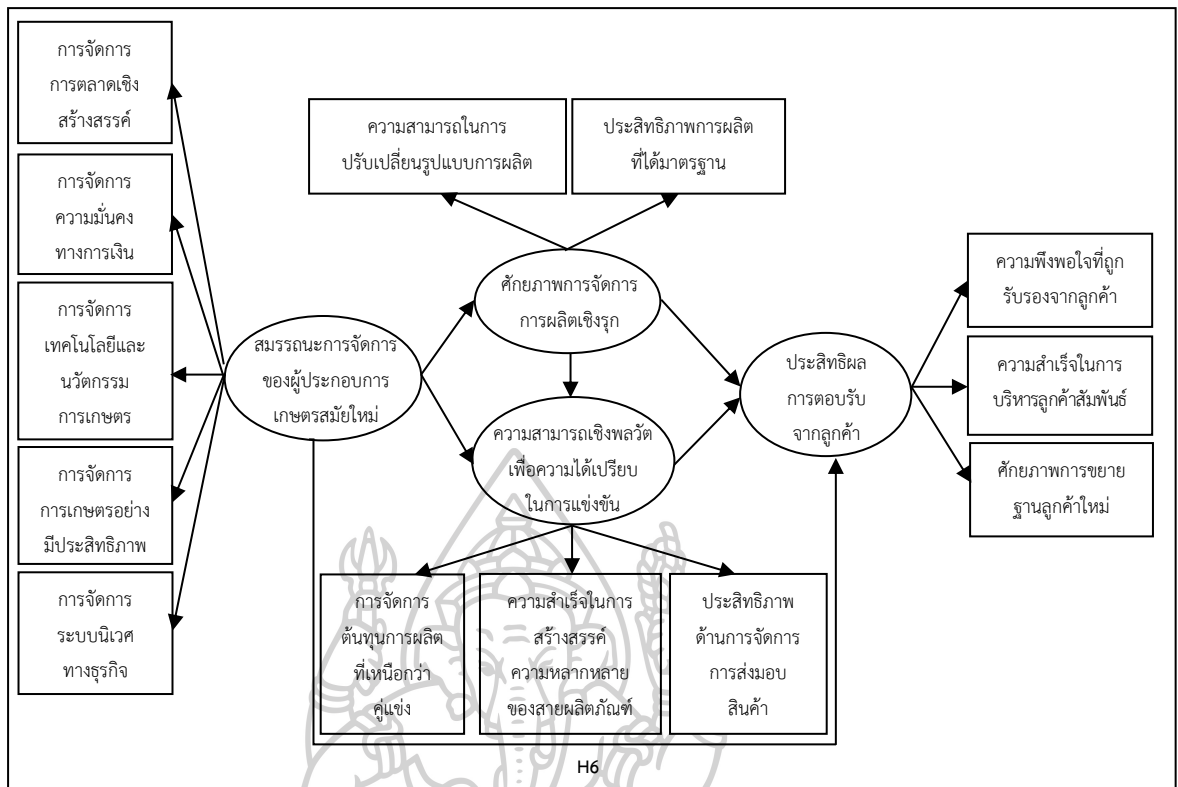 การจัดการ
การตลาดเชิง
สร้างสรรค์
การจัดการ
ความมั่นคง
ทางการเงิน
การจัดการ
เทคโนโลยีและ
นวัตกรรม
การเกษตร
การจัดการ
การเกษตรอย่าง
มีประสิทธิภาพ
การจัดการ
ระบบนิเวศ
ทางธุรกิจ
สมรรถนะการจัดการ
ของผู้ประกอบการ
เกษตรสมัยใหม่
ความสามารถในการ
ปรับเปลี่ยนรูปแบบการผลิต
ประสิทธิภาพการผลิต
ที่ได้มาตรฐาน
ศักยภาพการจัดการ
การผลิตเชิงรุก
ความสามารถเชิงพลวัต
เพื่อความได้เปรียบ
ในการแข่งขัน
การจัดการ
ต้นทุนการผลิต
ที่เหนือกว่า
คู่แข่ง
ความสำเร็จในการ
สร้างสรรค์
ความหลากหลาย
ของสายผลิตภัณฑ์
ประสิทธิภาพ
ด้านการจัดการ
การส่งมอบ
สินค้า
ประสิทธิผล
การตอบรับ
จากลูกค้า
ความพึงพอใจที่ถูก
รับรองจากลูกค้า
ความสำเร็จในการ
บริหารลูกค้าสัมพันธ์
ศักยภาพการขยาย
ฐานลูกค้าใหม่
H6